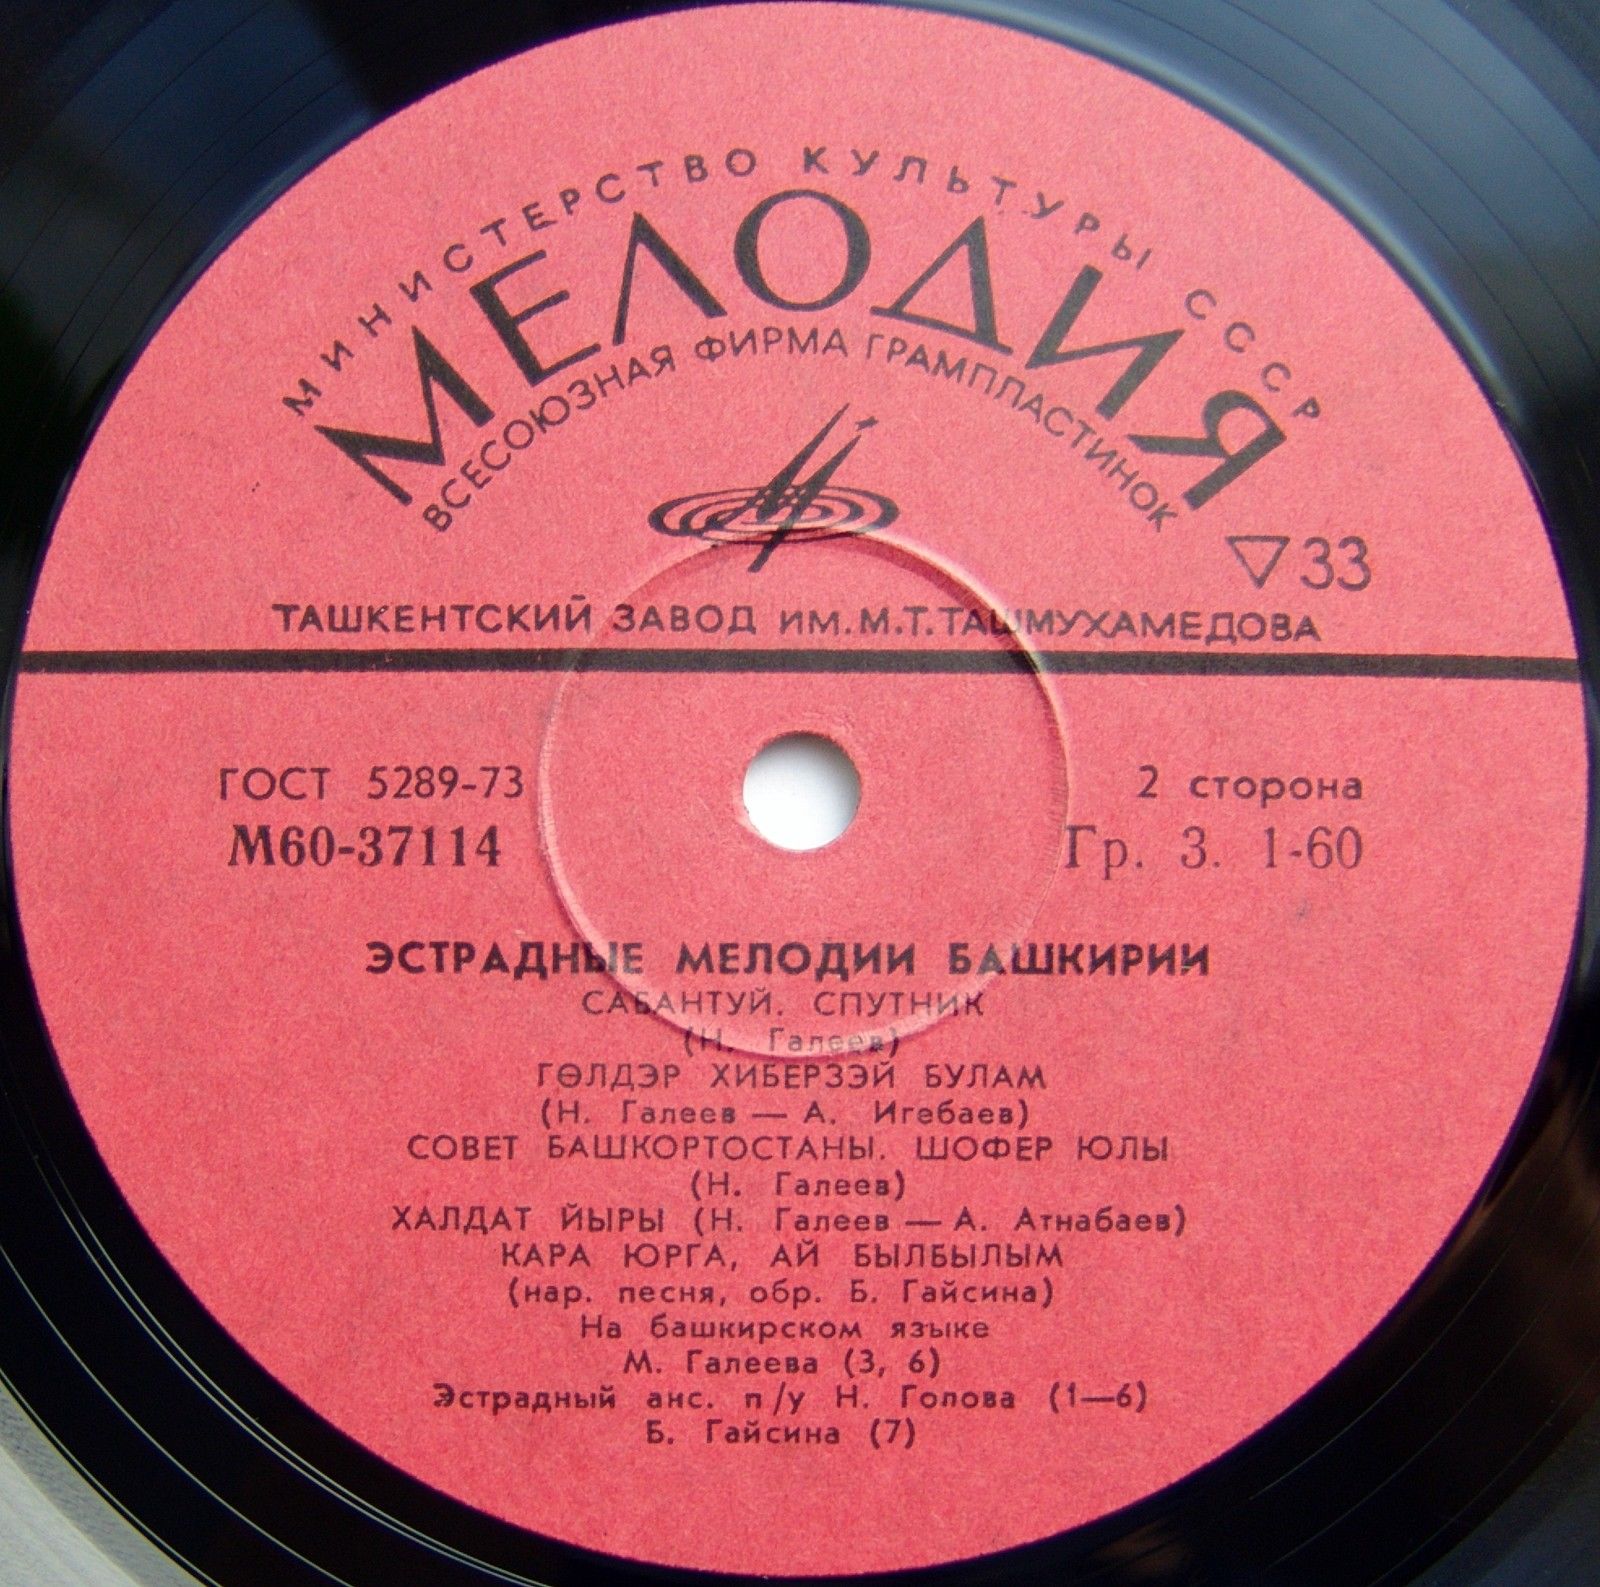 МИНИСТЕРСТВО КУЛЬТУРЫ СССР
МЕЛОДИЯ
ВСЕСОЮЗНАЯ ФИРМА ГРАМПЛАСТИНОК
33
ТАШКЕНТСКИЙ ЗАВОД ИМ. М.Т. ТАШМУХАМЕДОВА
ГОСТ 5289-73
2 сторона
М60-37114
Гр. 3. 1-60
ЭСТРАДНЫЕ МЕЛОДИИ БАШКИРИИ
САБАНТУЙ. СПУТНИК
(Н. Галеев)
ГӨЛДЭР ХИБЕРЗЭЙ БУЛАМ
(Н. Галеев — А. Игебаев)
СОВЕТ БАШКОРТОСТАНЫ. ШОФЕР ЮЛЫ
(Н. Галеев)
ХАЛДАТ ЙЫРЫ (Н. Галеев — А. Атнабаев)
КАРА ЮРГА, АЙ БЫЛБЫЛЫМ
(нар. песня, обр. Б. Гайсина)
На башкирском языке
М. Галеева (3, 6)
Эстрадный анс. п/у Н. Голова (1—6)
Б. Гайсина (7)